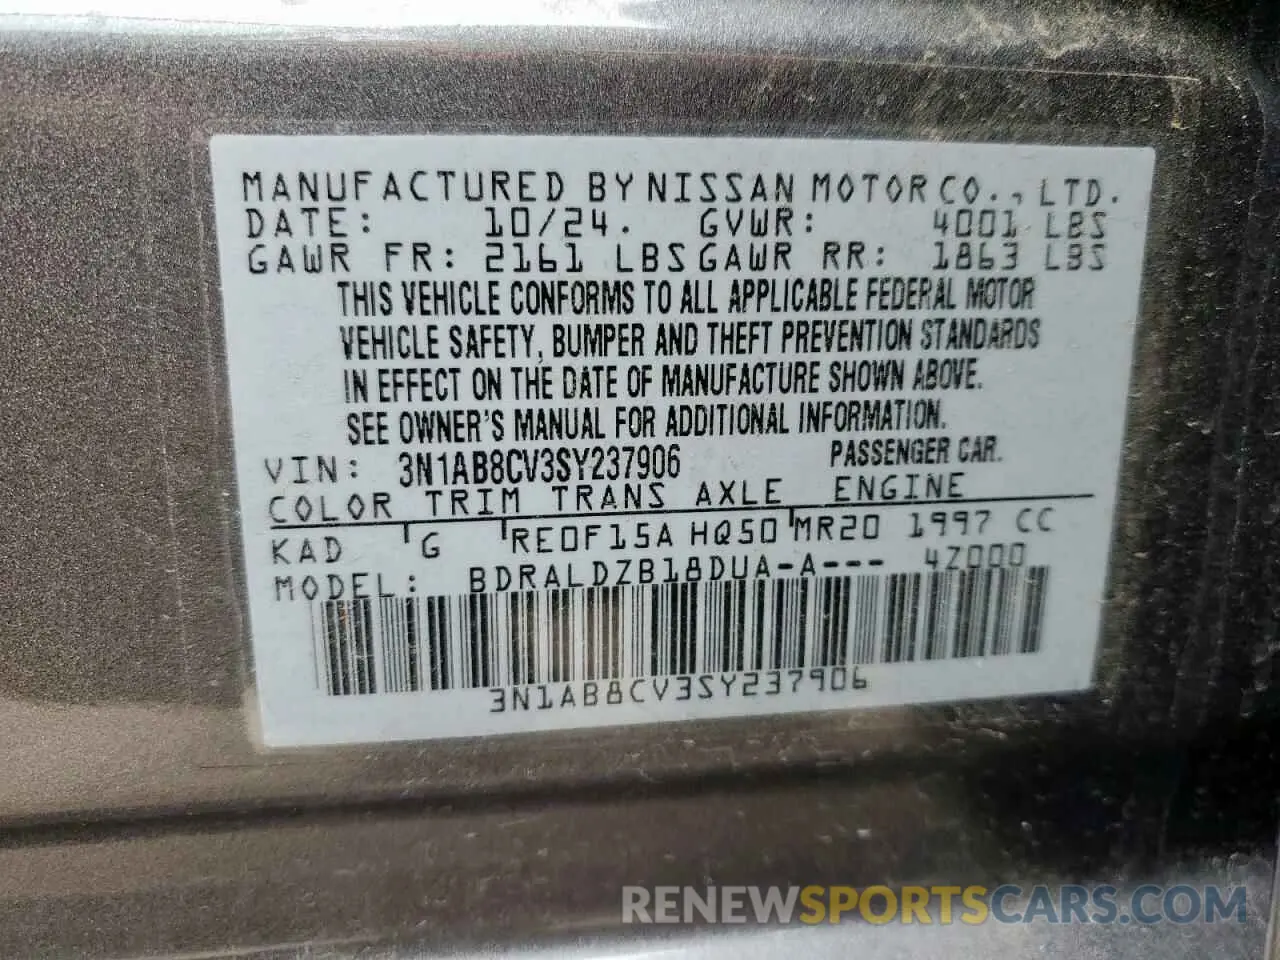 MANUFACTURED BY NISSAN MOTOR CO., LTD.
DATE: 10/24. GVWR: 4001 LBS
GAWR FR: 2161 LBS GAWR RR: 1863 LBS
THIS VEHICLE CONFORMS TO ALL APPLICABLE FEDERAL MOTOR
VEHICLE SAFETY, BUMPER AND THEFT PREVENTION STANDARDS
IN EFFECT ON THE DATE OF MANUFACTURE SHOWN ABOVE.
SEE OWNER'S MANUAL FOR ADDITIONAL INFORMATION.
VIN: 3N1AB8CV3SY237906 PASSENGER CAR.
COLOR TRIM TRANS AXLE ENGINE
KAD G RE0F15A HQ50 MR20 1997 CC
MODEL: BDRALDZB18DUA-A--- 4Z000
3N1AB8CV3SY237906
RENEWSPORTSCARS.COM